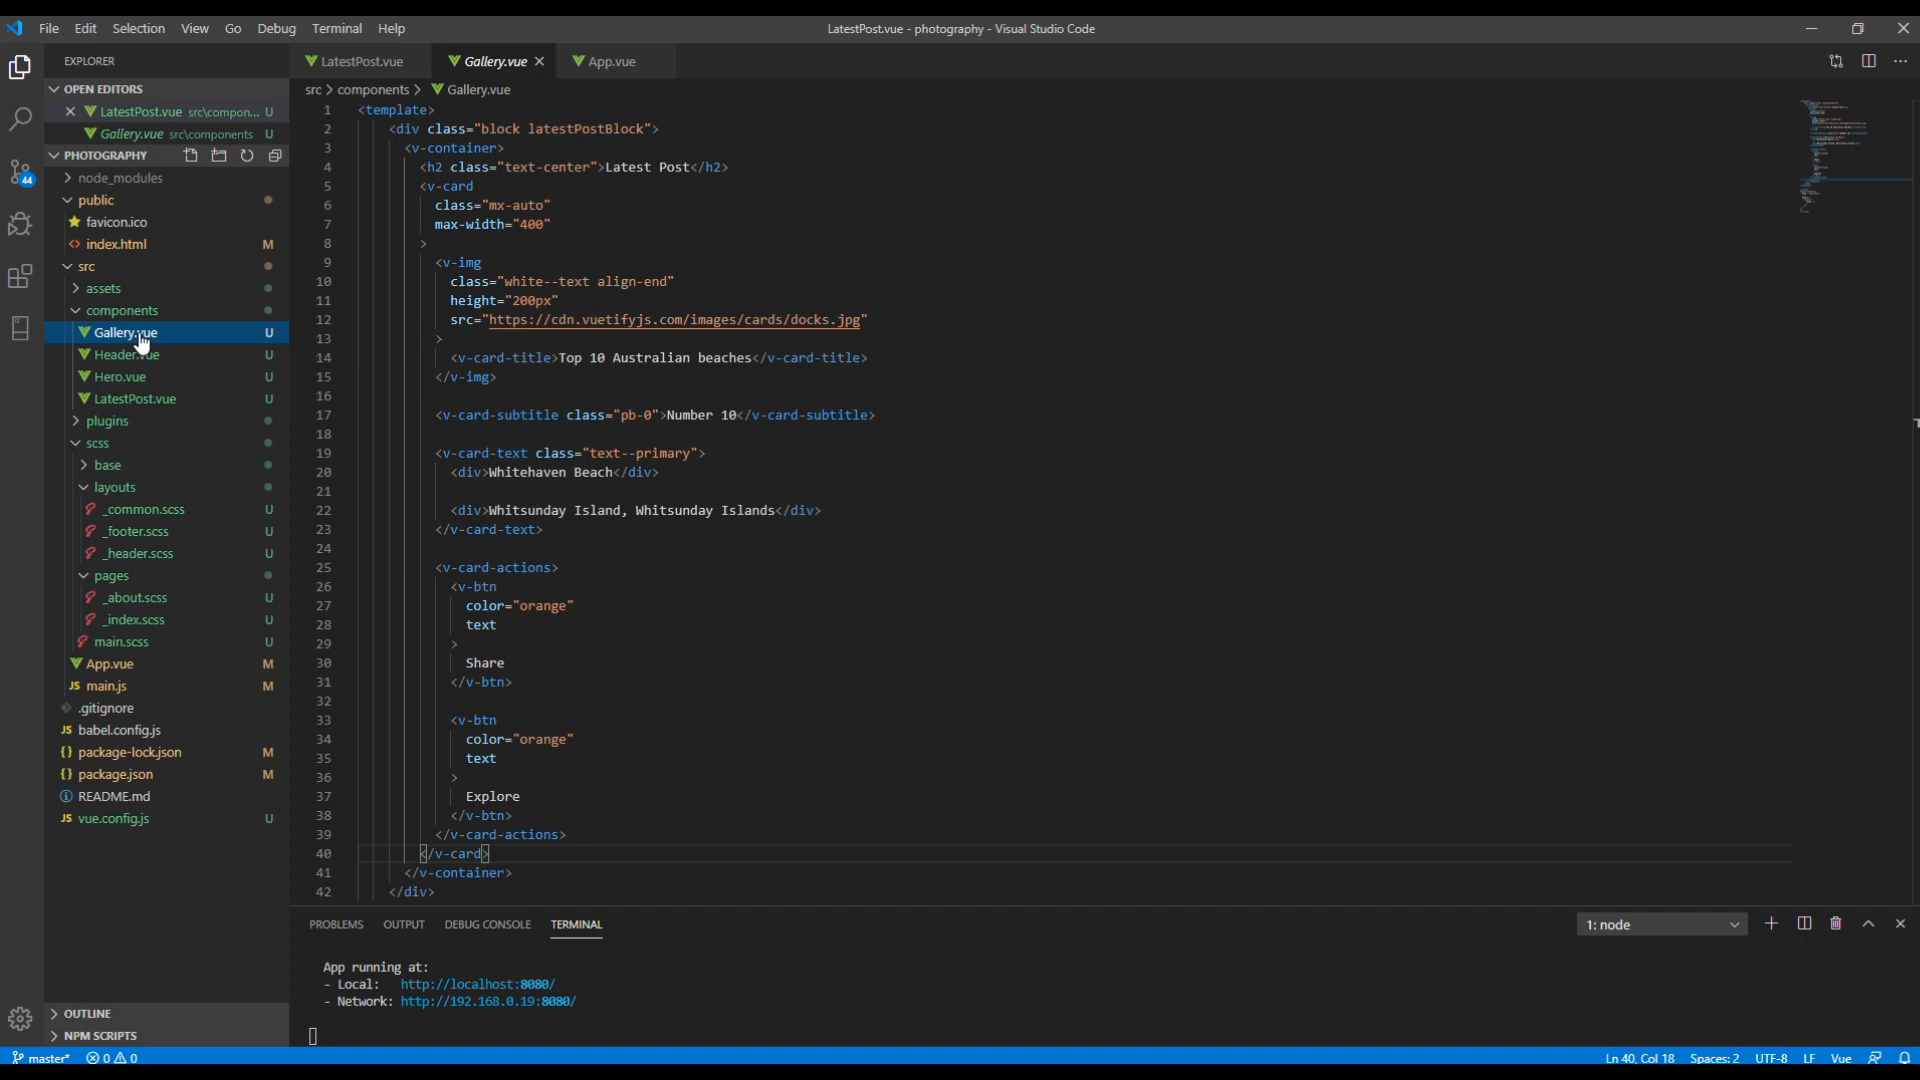 File Edit Selection View Go Debug Terminal Help
LatestPost.vue - photography - Visual Studio Code
EXPLORER
OPEN EDITORS
LatestPost.vue src\compon... U
Gallery.vue src\components U
PHOTOGRAPHY
44
node_modules
public
favicon.ico
index.html M
src
assets
components
Gallery.vue U
Header.vue U
Hero.vue U
LatestPost.vue U
plugins
scss
base
layouts
_common.scss U
_footer.scss U
_header.scss U
pages
_about.scss U
_index.scss U
main.scss U
App.vue M
JS main.js M
.gitignore
JS babel.config.js
{} package-lock.json M
{} package.json M
README.md
JS vue.config.js U
OUTLINE
NPM SCRIPTS
LatestPost.vue Gallery.vue App.vue
src > components > Gallery.vue
1 <template>
2 <div class="block latestPostBlock">
3 <v-container>
4 <h2 class="text-center">Latest Post</h2>
5 <v-card
6 class="mx-auto"
7 max-width="400"
8 >
9 <v-img
10 class="white--text align-end"
11 height="200px"
12 src="https://cdn.vuetifyjs.com/images/cards/docks.jpg"
13 >
14 <v-card-title>Top 10 Australian beaches</v-card-title>
15 </v-img>
16
17 <v-card-subtitle class="pb-0">Number 10</v-card-subtitle>
18
19 <v-card-text class="text--primary">
20 <div>Whitehaven Beach</div>
21
22 <div>Whitsunday Island, Whitsunday Islands</div>
23 </v-card-text>
24
25 <v-card-actions>
26 <v-btn
27 color="orange"
28 text
29 >
30 Share
31 </v-btn>
32
33 <v-btn
34 color="orange"
35 text
36 >
37 Explore
38 </v-btn>
39 </v-card-actions>
40 </v-card>
41 </v-container>
42 </div>
PROBLEMS OUTPUT DEBUG CONSOLE TERMINAL
1: node
App running at:
- Local: http://localhost:8080/
- Network: http://192.168.0.19:8080/
master* 0 0
Ln 40, Col 18 Spaces: 2 UTF-8 LF Vue